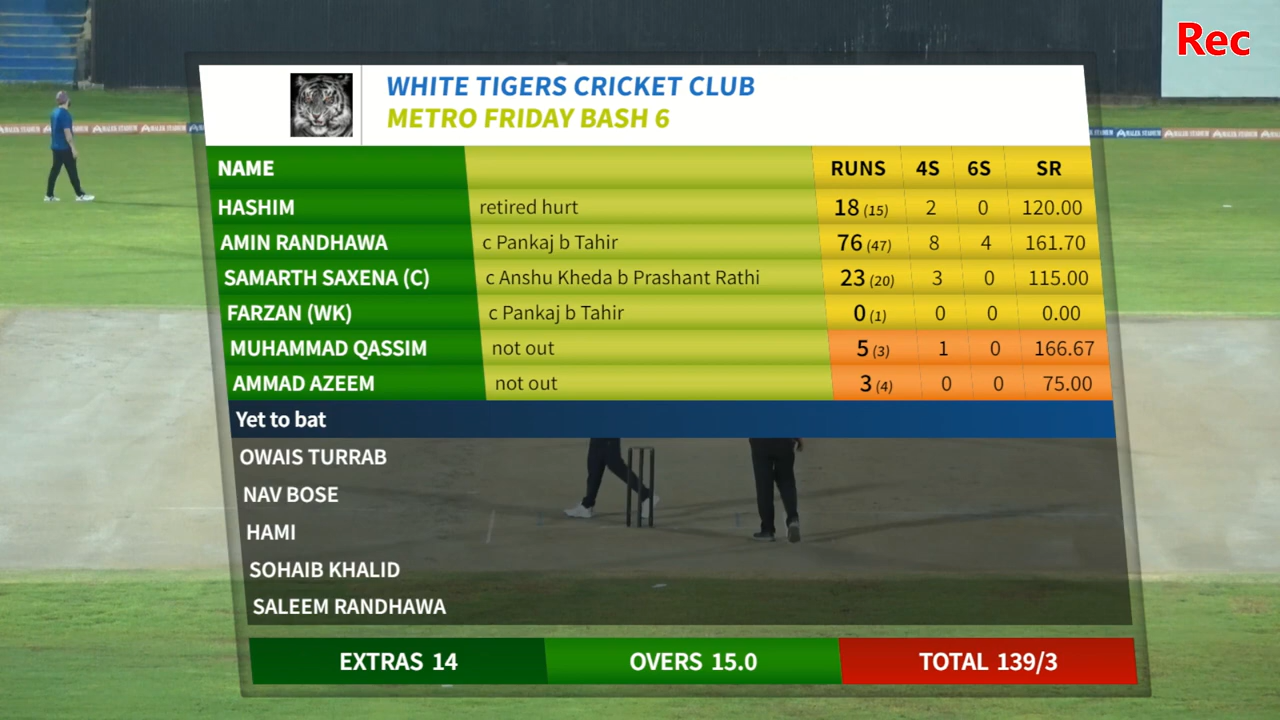 Rec
WHITE TIGERS CRICKET CLUB
METRO FRIDAY BASH 6
NAME RUNS 4S 6S SR
HASHIM retired hurt 18 (15) 2 0 120.00
AMIN RANDHAWA c Pankaj b Tahir 76 (47) 8 4 161.70
SAMARTH SAXENA (C) c Anshu Kheda b Prashant Rathi 23 (20) 3 0 115.00
FARZAN (WK) c Pankaj b Tahir 0 (1) 0 0 0.00
MUHAMMAD QASSIM not out 5 (3) 1 0 166.67
AMMAD AZEEM not out 3 (4) 0 0 75.00
Yet to bat
OWAIS TURRAB
NAV BOSE
HAMI
SOHAIB KHALID
SALEEM RANDHAWA
EXTRAS 14 OVERS 15.0 TOTAL 139/3